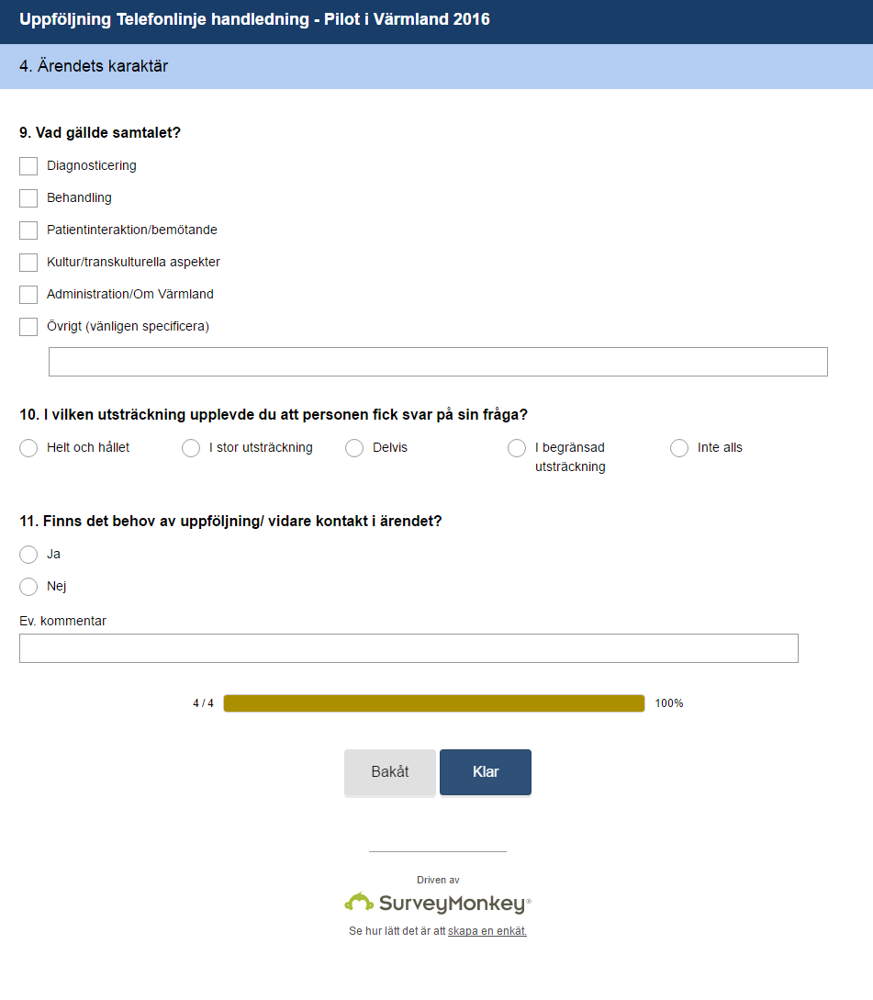 Uppföljning Telefonlinje handledning - Pilot i Värmland 2016
4. Ärendets karaktär
9. Vad gällde samtalet?
Diagnosticering
Behandling
Patientinteraktion/bemötande
Kultur/transkulturella aspekter
Administration/Om Värmland
Övrigt (vänligen specificera)
10. I vilken utsträckning upplevde du att personen fick svar på sin fråga?
Helt och hållet
I stor utsträckning
Delvis
I begränsad
utsträckning
Inte alls
11. Finns det behov av uppföljning/ vidare kontakt i ärendet?
Ja
Nej
Ev. kommentar
4 / 4
100%
Bakåt
Klar
Driven av
SurveyMonkey®
Se hur lätt det är att skapa en enkät.